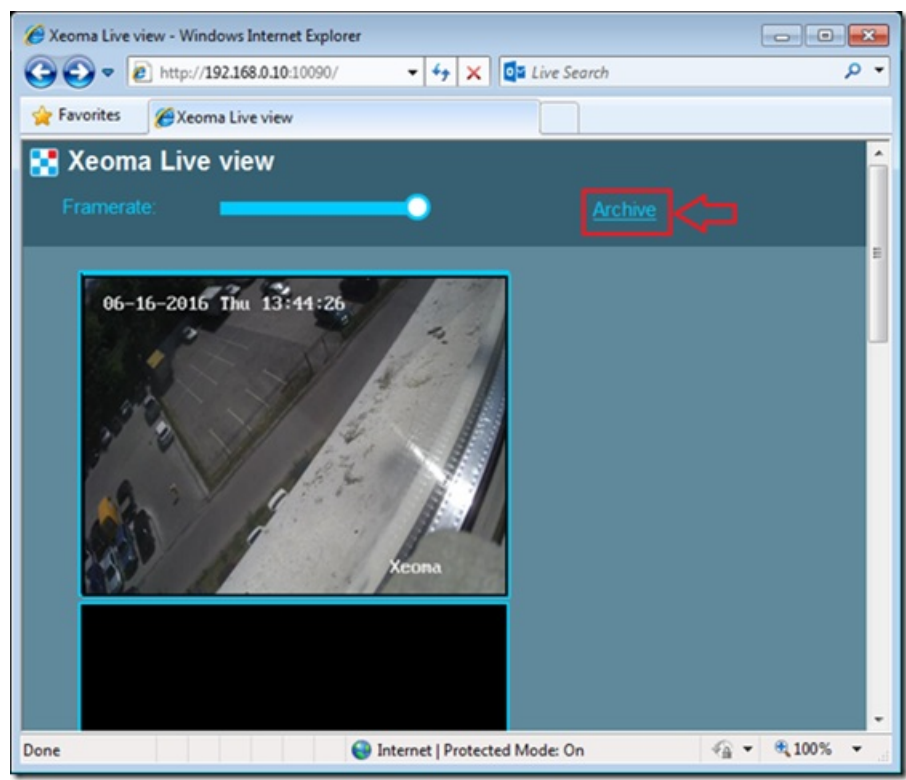 Xeoma Live view - Windows Internet Explorer
http://192.168.0.10:10090/
Live Search
Favorites
Xeoma Live view
Xeoma Live view
Framerate:
Archive
06-16-2016 Thu 13:44:26
Xeoma
Done
Internet | Protected Mode: On
100%